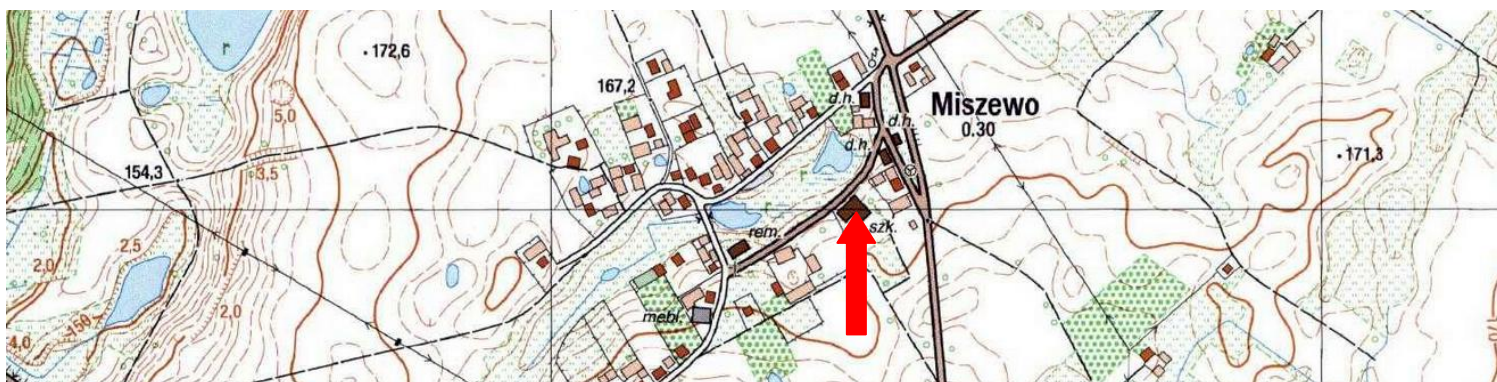 r
172,6
5,0
167,2
d.h.
Miszewo
0.30
d.h.
d.h.
r
171,3
154,3
3,5
r
szk.
rem.
2,5
2,0
2,0
mebl.
150
4,0
170